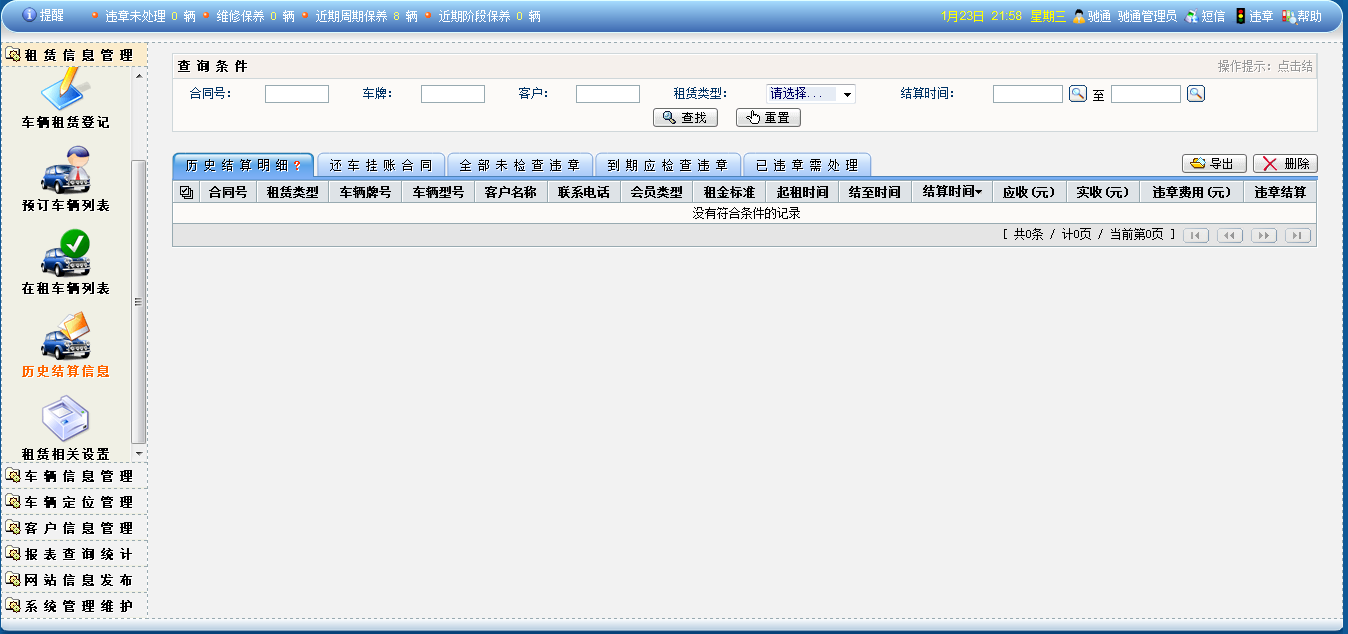 提醒 违章未处理 0 辆 维修保养 0 辆 近期周期保养 8 辆 近期阶段保养 0 辆 1月23日 21:58 星期三 驰通 驰通管理员 短信 违章 帮助
租赁信息管理
车辆租赁登记
预订车辆列表
在租车辆列表
历史结算信息
租赁相关设置
车辆信息管理
车辆定位管理
客户信息管理
报表查询统计
网站信息发布
系统管理维护
查询条件 操作提示：点击结
合同号： 车牌： 客户： 租赁类型： 请选择... 结算时间： 至
查找 重置
历史结算明细? 还车挂账合同 全部未检查违章 到期应检查违章 已违章需处理 导出 删除
合同号 租赁类型 车辆牌号 车辆型号 客户名称 联系电话 会员类型 租金标准 起租时间 结至时间 结算时间 应收(元) 实收(元) 违章费用(元) 违章结算
没有符合条件的记录
[ 共0条 / 计0页 / 当前第0页 ]